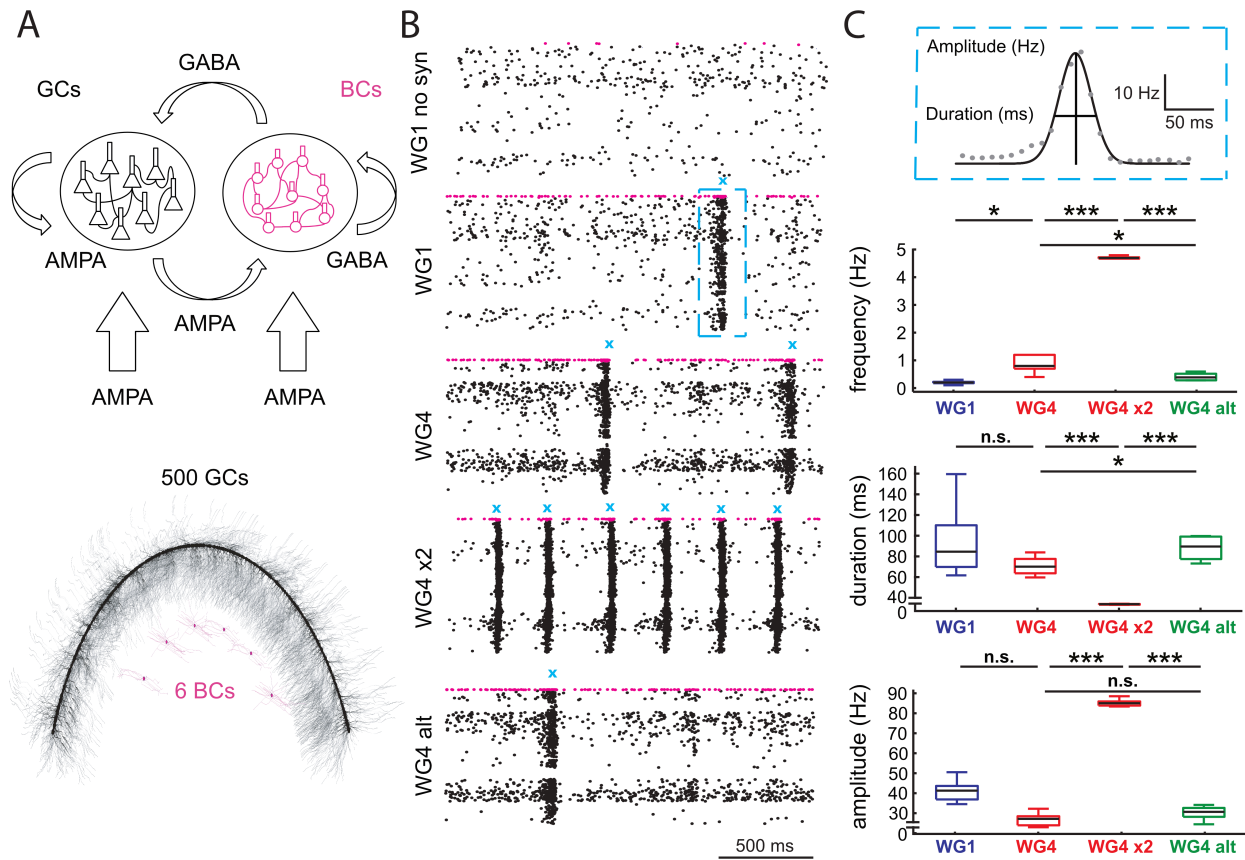 A
GABA
GCs
BCs
AMPA
GABA
AMPA
AMPA
AMPA
500 GCs
6 BCs
B
WG1 no syn
x
WG1
x x
WG4
x x x x x x
WG4 x2
x
WG4 alt
500 ms
C
Amplitude (Hz)
Duration (ms)
10 Hz
50 ms
* *** ***
*
frequency (Hz)
5
4
3
2
1
0
WG1 WG4 WG4 x2 WG4 alt
n.s. *** ***
*
duration (ms)
160
140
120
100
80
60
40
0
WG1 WG4 WG4 x2 WG4 alt
n.s. *** ***
n.s.
amplitude (Hz)
90
80
70
60
50
40
30
0
WG1 WG4 WG4 x2 WG4 alt